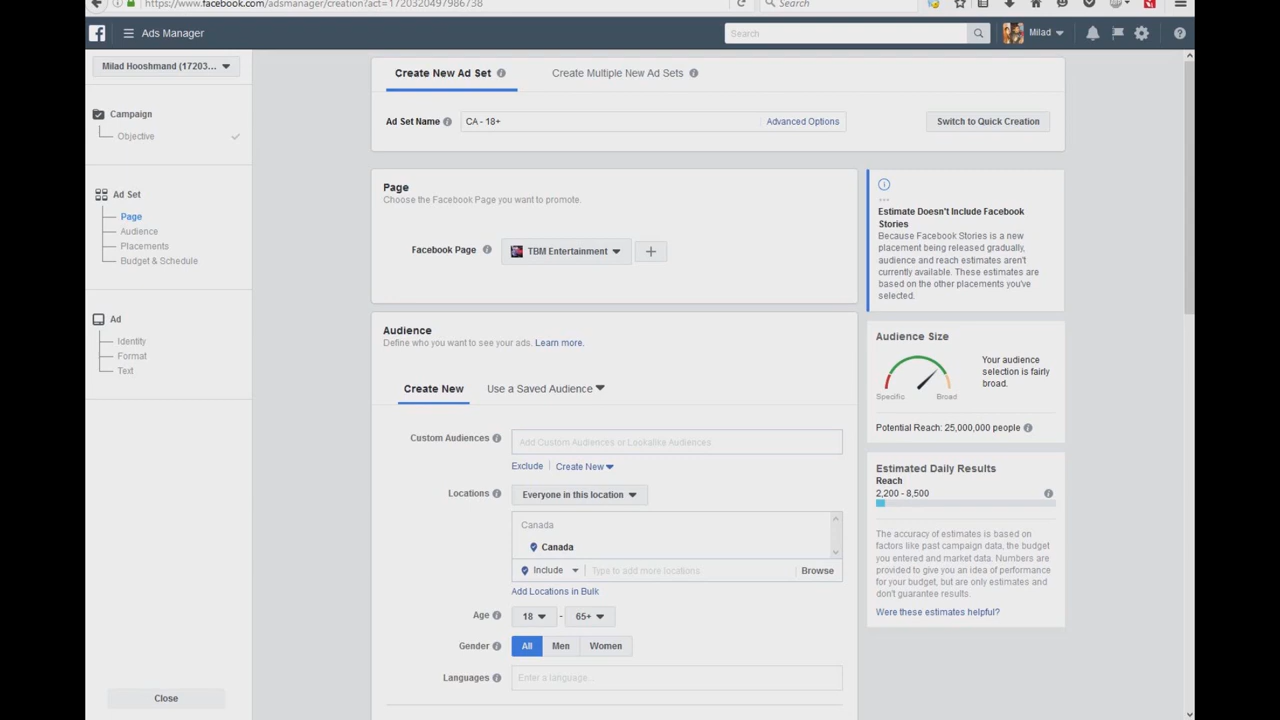 https://www.facebook.com/adsmanager/creation?act=1720320497986738
Search
Ads Manager
Search
Milad
Milad Hooshmand (17203...
Campaign
Objective
Ad Set
Page
Audience
Placements
Budget & Schedule
Ad
Identity
Format
Text
Close
Create New Ad Set
Create Multiple New Ad Sets
Ad Set Name
CA - 18+
Advanced Options
Switch to Quick Creation
Page
Choose the Facebook Page you want to promote.
Facebook Page
TBM Entertainment
Audience
Define who you want to see your ads. Learn more.
Create New
Use a Saved Audience
Custom Audiences
Add Custom Audiences or Lookalike Audiences
Exclude
Create New
Locations
Everyone in this location
Canada
Canada
Include
Type to add more locations
Browse
Add Locations in Bulk
Age
18 - 65+
Gender
All
Men
Women
Languages
Enter a language...
...
Estimate Doesn't Include Facebook
Stories
Because Facebook Stories is a new
placement being released gradually,
audience and reach estimates aren't
currently available. These estimates are
based on the other placements you've
selected.
Audience Size
Specific
Broad
Your audience
selection is fairly
broad.
Potential Reach: 25,000,000 people
Estimated Daily Results
Reach
2,200 - 8,500
The accuracy of estimates is based on
factors like past campaign data, the budget
you entered and market data. Numbers are
provided to give you an idea of performance
for your budget, but are only estimates and
don't guarantee results.
Were these estimates helpful?